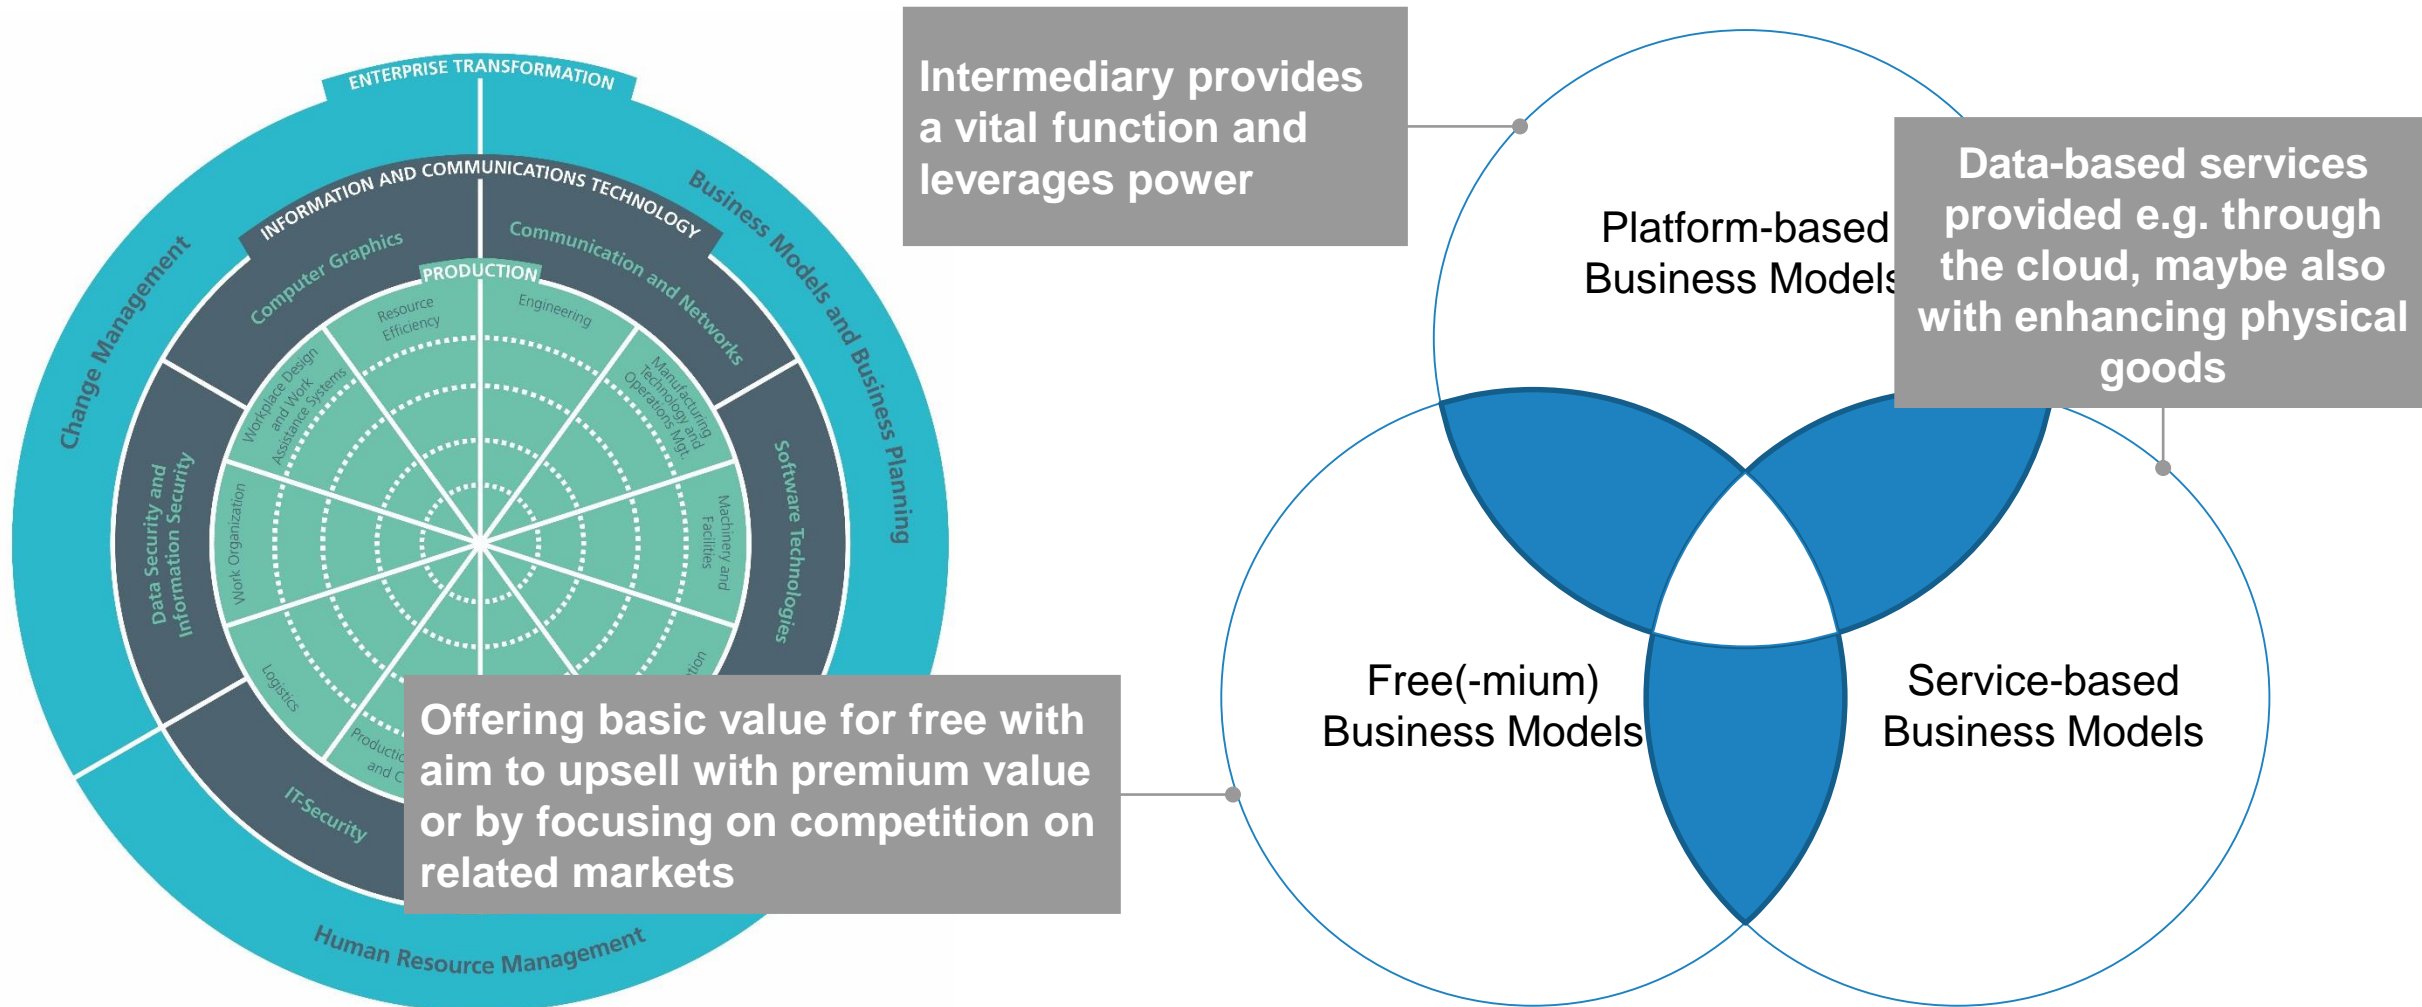 ENTERPRISE TRANSFORMATION
Change Management
Business Models and Business Planning
Human Resource Management
INFORMATION AND COMMUNICATIONS TECHNOLOGY
Computer Graphics
Communication and Networks
Software Technologies
Data Security and
Information Security
IT-Security
PRODUCTION
Resource
Efficiency
Engineering
Manufacturing
Technology and
Operations Mgt.
Machinery and
Facilities
Workplace Design
and Work
Assistance Systems
Work Organization
Logistics
and
Offering basic value for free with
aim to upsell with premium value
or by focusing on competition on
related markets
Intermediary provides
a vital function and
leverages power
Platform-based
Business Models
Data-based services
provided e.g. through
the cloud, maybe also
with enhancing physical
goods
Free(-mium)
Business Models
Service-based
Business Models